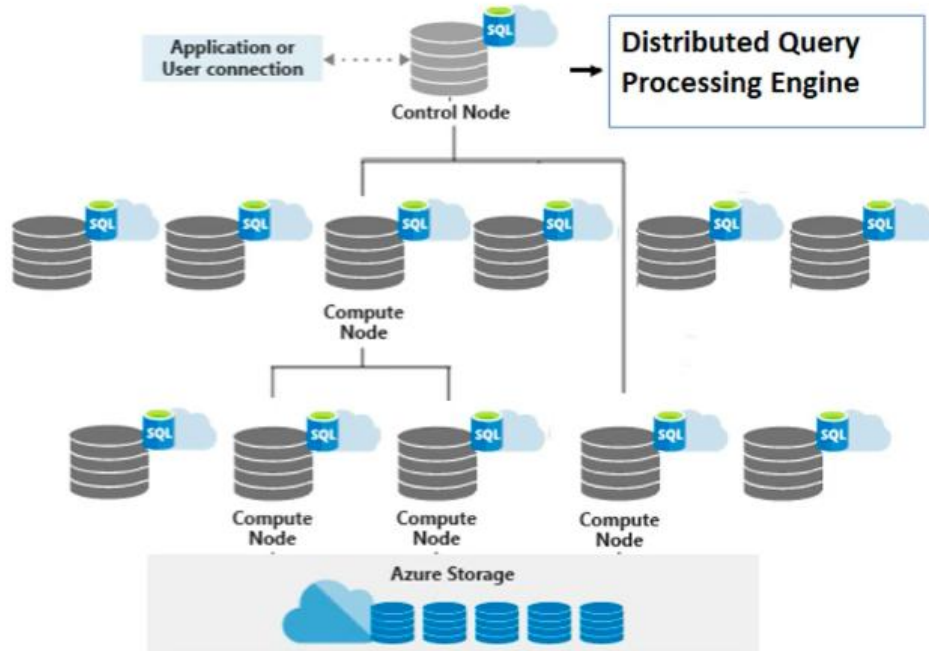 SQL
Application or
User connection
Distributed Query
Processing Engine
Control Node
SQL
SQL
SQL
SQL
SQL
SQL
Compute
Node
SQL
SQL
SQL
SQL
SQL
Compute
Node
Compute
Node
Compute
Node
Azure Storage